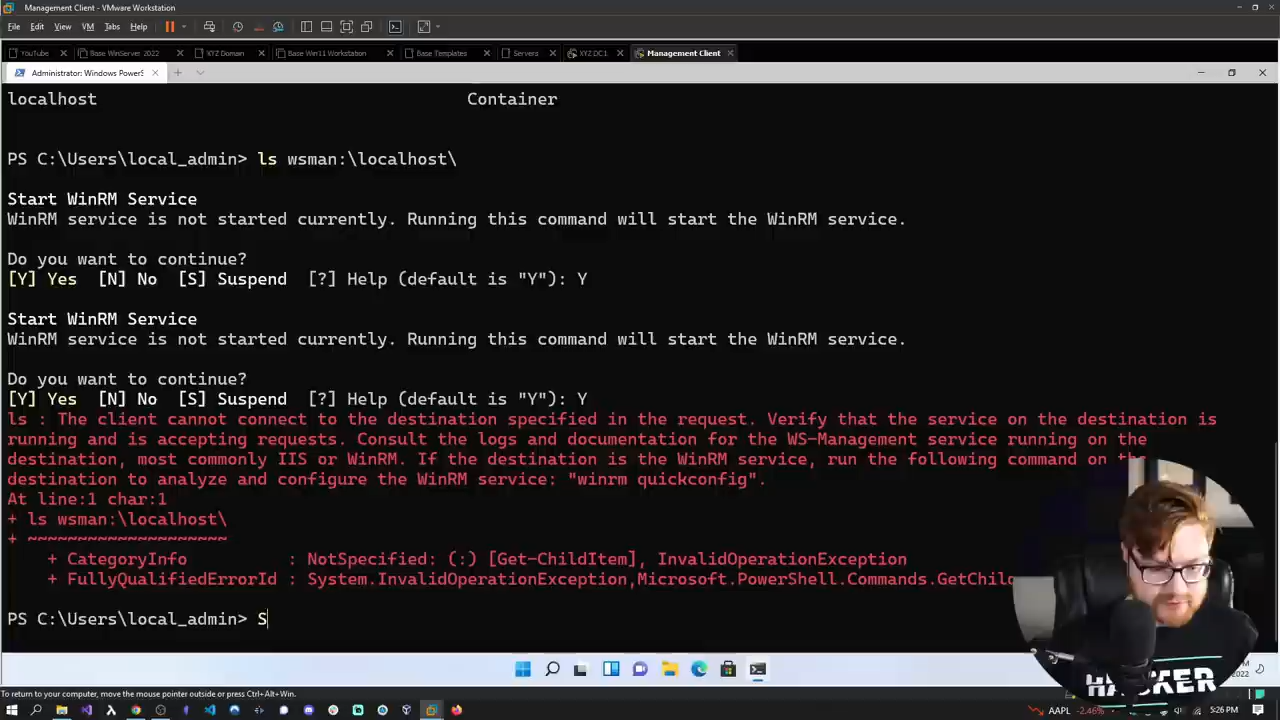 Management Client - VMware Workstation
File Edit View VM Tabs Help
YouTube Base WinServer 2022 XYZ Domain Base Win11 Workstation Base Templates Servers XYZ DC1 Management Client
Administrator: Windows PowerS
localhost Container
PS C:\Users\local_admin> ls wsman:\localhost\
Start WinRM Service
WinRM service is not started currently. Running this command will start the WinRM service.
Do you want to continue?
[Y] Yes [N] No [S] Suspend [?] Help (default is "Y"): Y
Start WinRM Service
WinRM service is not started currently. Running this command will start the WinRM service.
Do you want to continue?
[Y] Yes [N] No [S] Suspend [?] Help (default is "Y"): Y
ls : The client cannot connect to the destination specified in the request. Verify that the service on the destination is
running and is accepting requests. Consult the logs and documentation for the WS-Management service running on the
destination, most commonly IIS or WinRM. If the destination is the WinRM service, run the following command on the
destination to analyze and configure the WinRM service: "winrm quickconfig".
At line:1 char:1
+ ls wsman:\localhost\
+ ~~~~~~~~~~~~~~~~~~~
+ CategoryInfo : NotSpecified: (:) [Get-ChildItem], InvalidOperationException
+ FullyQualifiedErrorId : System.InvalidOperationException,Microsoft.PowerShell.Commands.GetChild
PS C:\Users\local_admin> S
HACKER
To return to your computer, move the mouse pointer outside or press Ctrl+Alt+Win.
AAPL -2.46% 5:26 PM